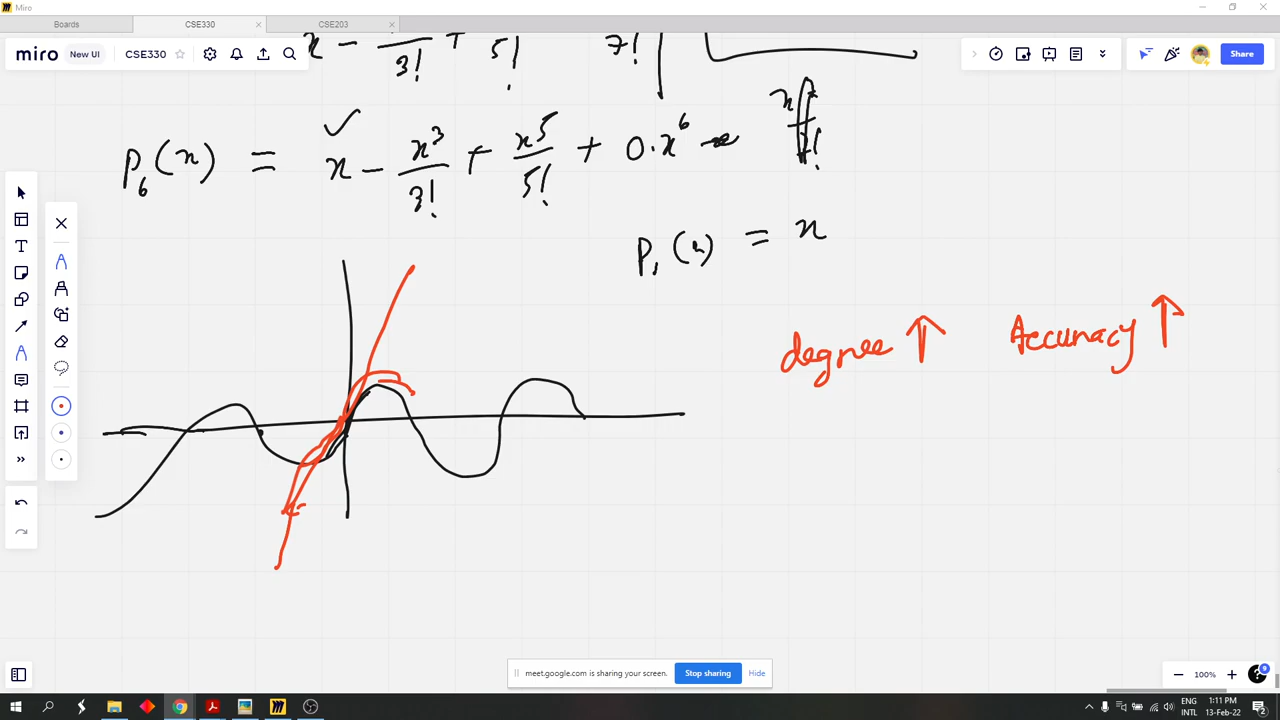 Miro
Boards CSE330 CSE203
miro New UI CSE330 Share
x - 3! + 5! 7!
P₆(x) = x - x³/3! + x⁵/5! + 0·x⁶
P₁(x) = x
degree ↑ Accuracy ↑
meet.google.com is sharing your screen. Stop sharing Hide
100% ? 9
1:11 PM
INTL 13-Feb-22 2